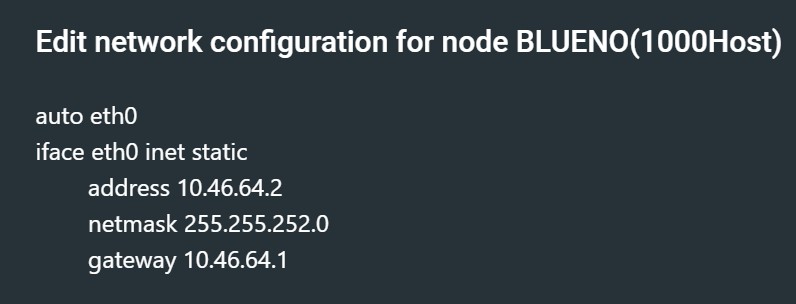 Edit network configuration for node BLUENO(1000Host)
auto eth0
iface eth0 inet static
address 10.46.64.2
netmask 255.255.252.0
gateway 10.46.64.1